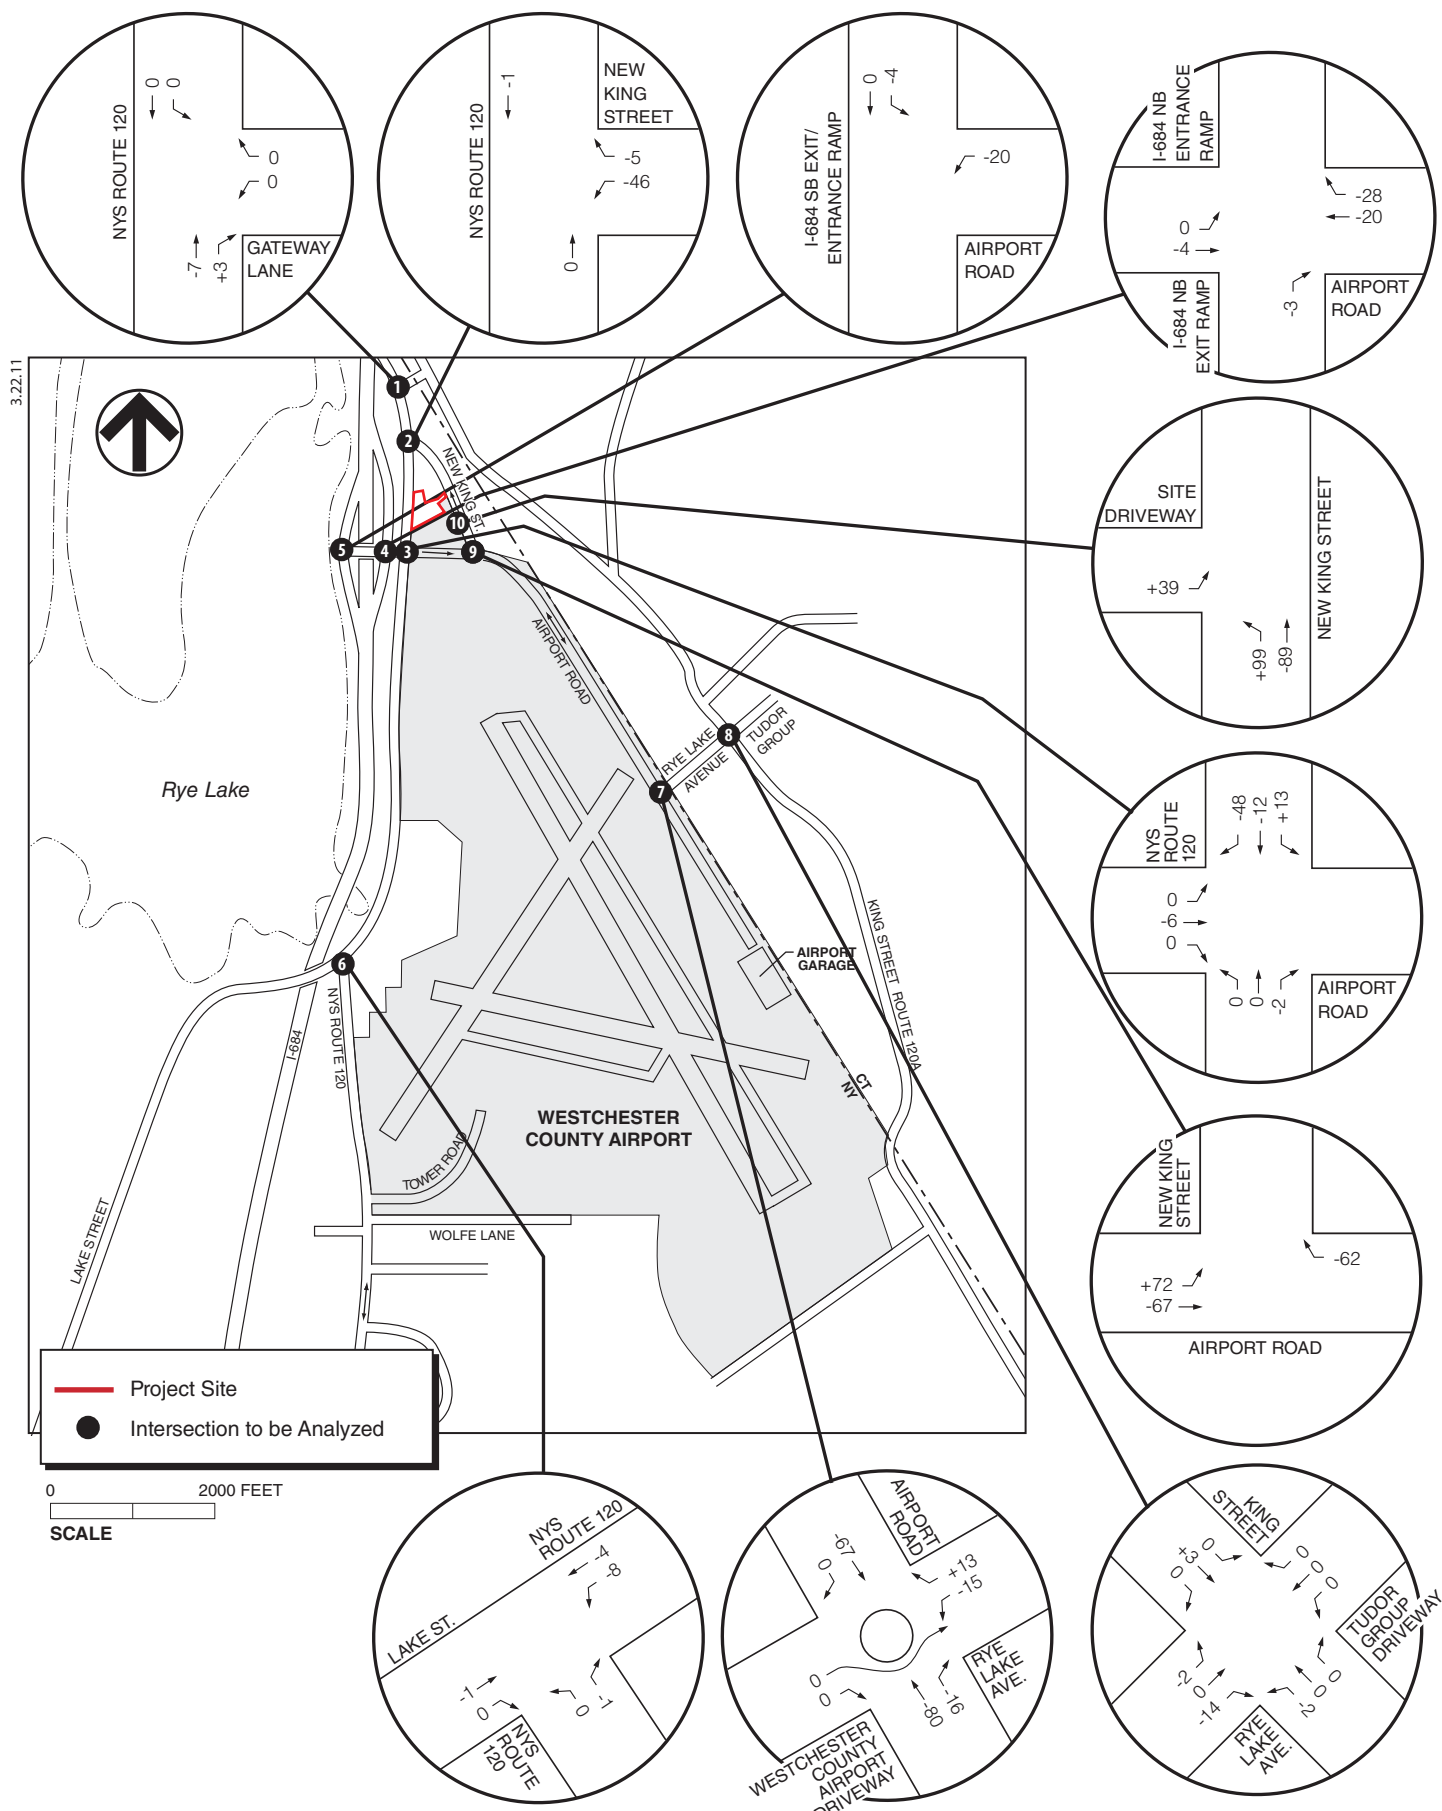 NYS ROUTE 120
0
0
0
0
-7
+3
GATEWAY
LANE
NYS ROUTE 120
-1
NEW
KING
STREET
-5
-46
0
I-684 SB EXIT/
ENTRANCE RAMP
0
-4
-20
AIRPORT
ROAD
I-684 NB
ENTRANCE
RAMP
-28
-20
0
-4
-3
I-684 NB
EXIT RAMP
AIRPORT
ROAD
3.22.11
1
2
NEW KING ST.
10
5
4
3
9
AIRPORT ROAD
Rye Lake
RYE LAKE
AVENUE
TUDOR
GROUP
8
7
AIRPORT
GARAGE
KING STREET ROUTE 120A
6
NYS ROUTE 120
I-684
CT
NY
WESTCHESTER
COUNTY AIRPORT
TOWER ROAD
WOLFE LANE
LAKE STREET
SITE
DRIVEWAY
NEW KING STREET
+39
+99
-89
NYS
ROUTE
120
-48
-12
+13
0
-6
0
0
0
-2
AIRPORT
ROAD
NEW KING
STREET
-62
+72
-67
AIRPORT ROAD
Project Site
Intersection to be Analyzed
0
2000 FEET
SCALE
NYS
ROUTE 120
LAKE ST.
-4
-8
-1
0
0
-1
NYS
ROUTE
120
AIRPORT
ROAD
-67
0
+13
-15
0
0
-80
-16
RYE
LAKE
AVE.
WESTCHESTER
COUNTY
AIRPORT
DRIVEWAY
KING
STREET
0
+3
0
0
0
0
TUDOR
GROUP
DRIVEWAY
-2
0
-14
0
0
-2
RYE
LAKE
AVE.